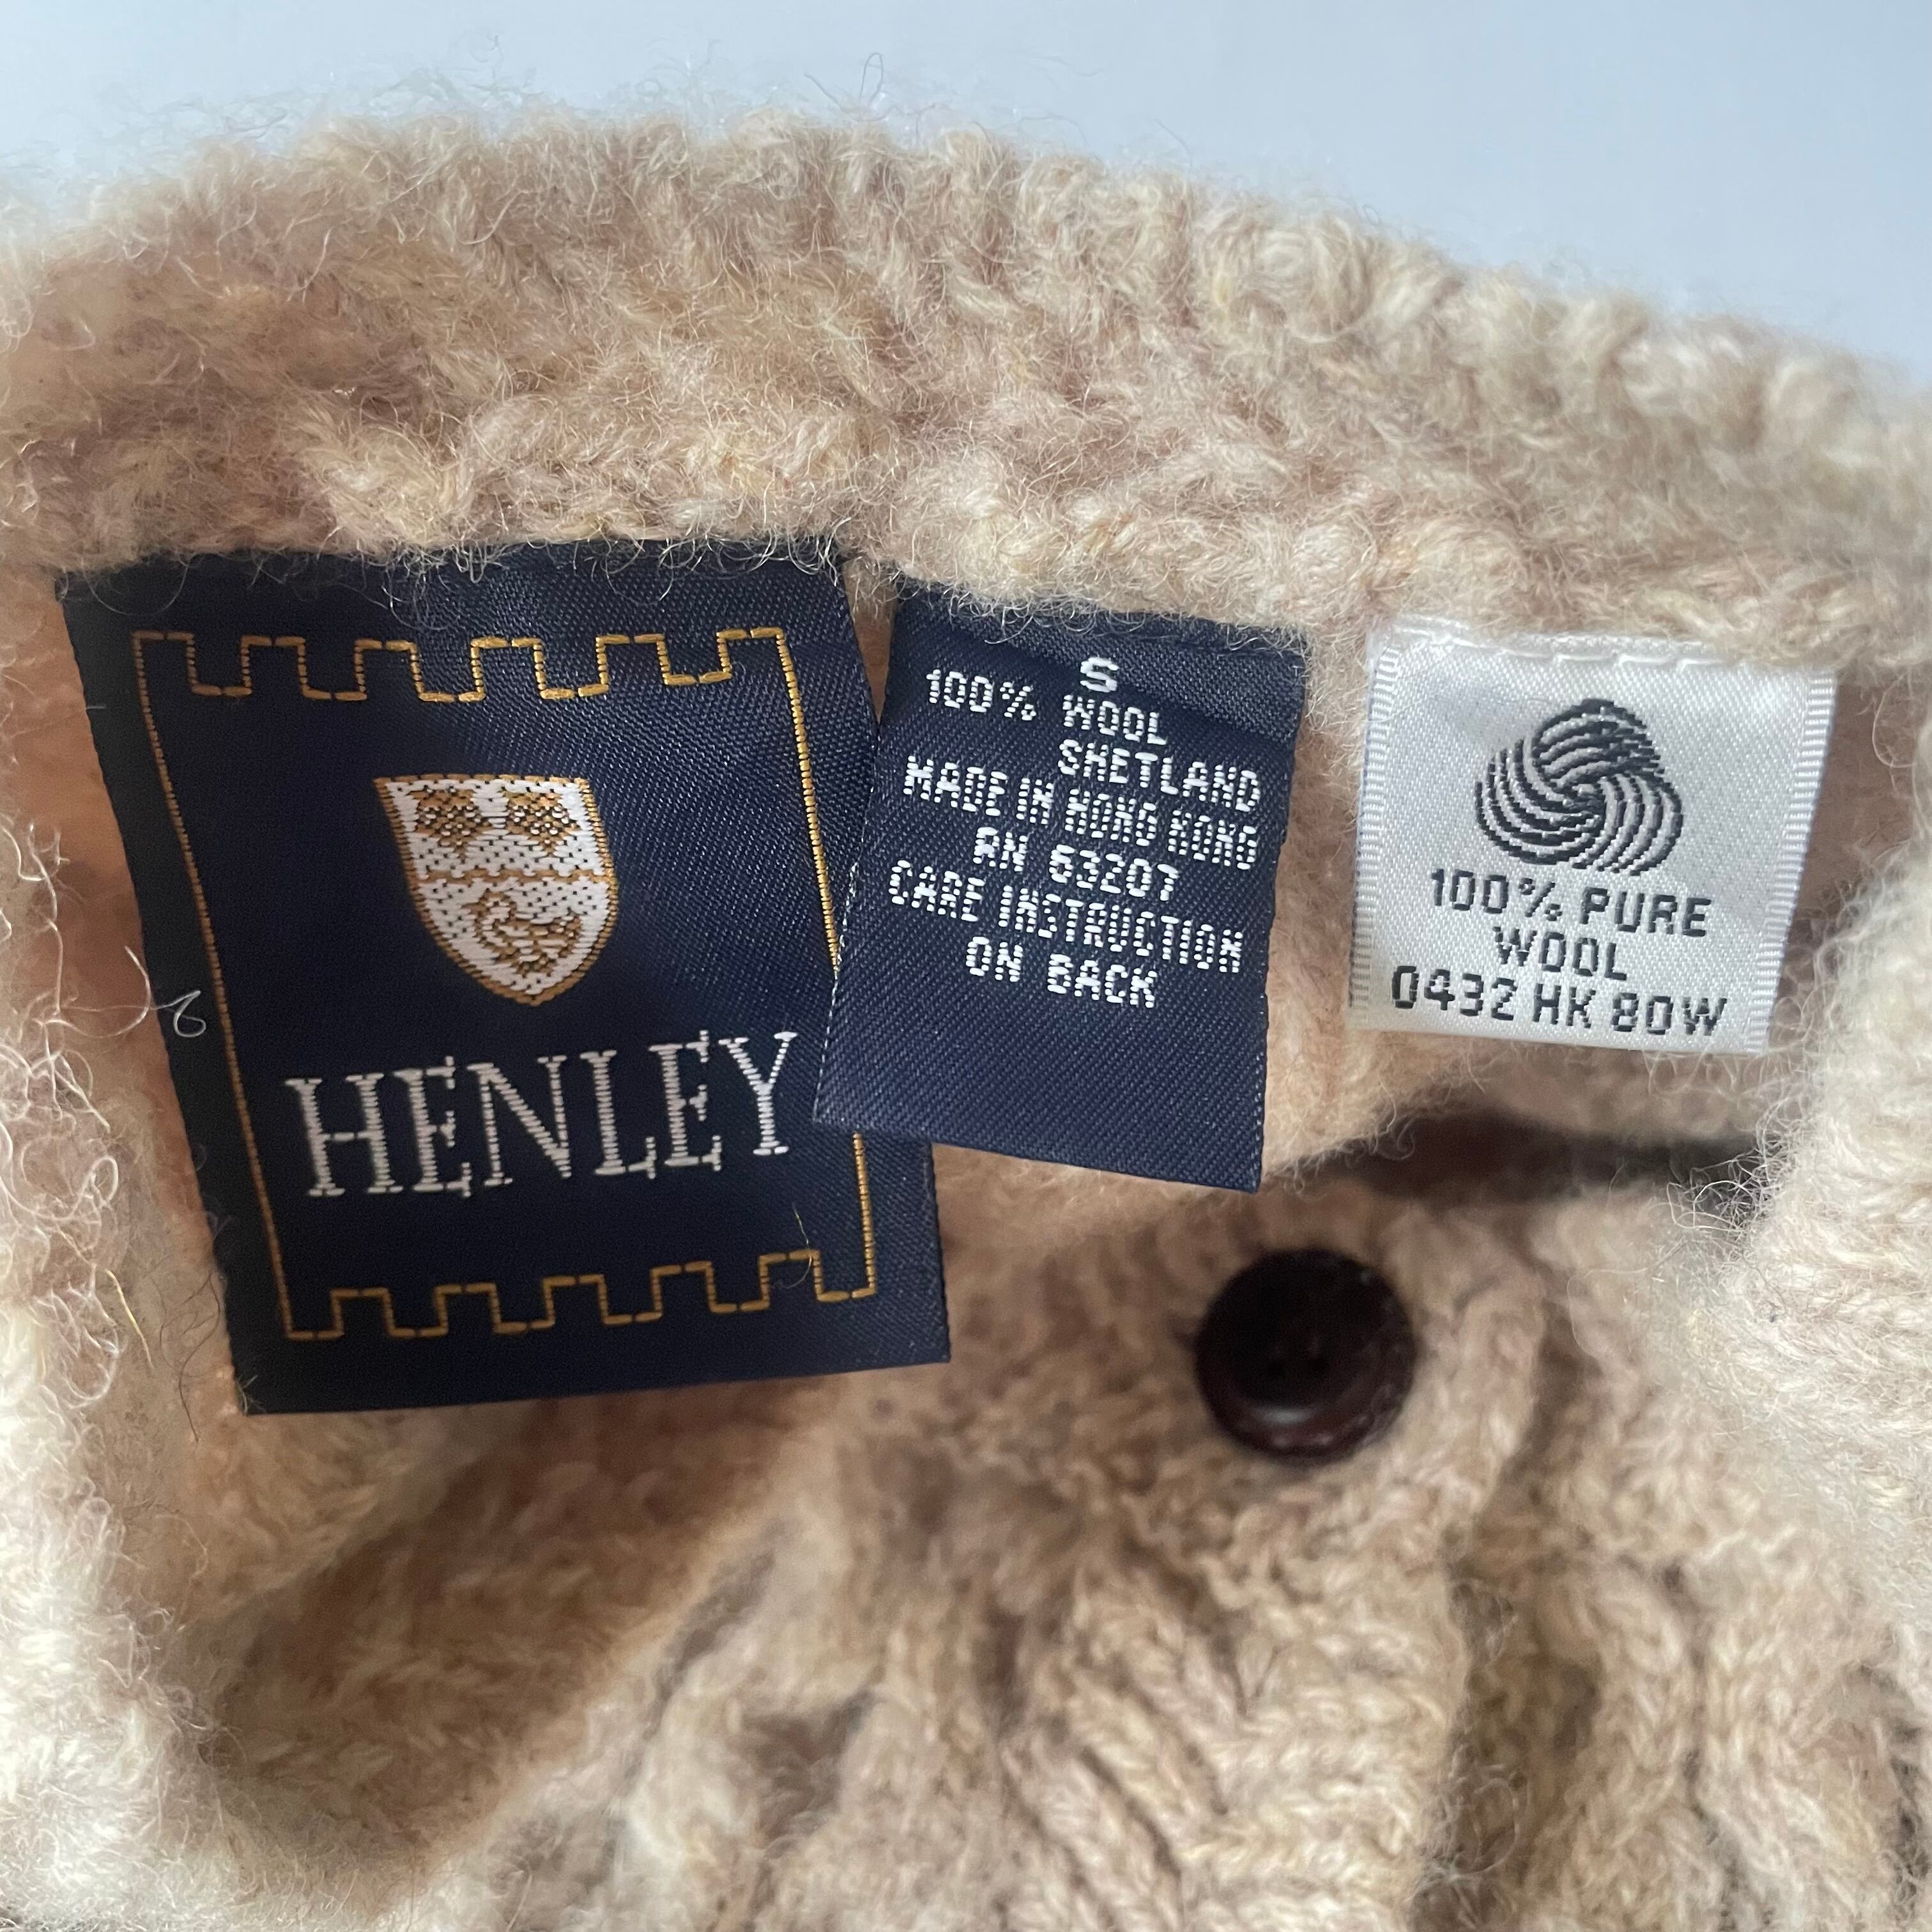 HENLEY
S
100% WOOL
SHETLAND
MADE IN HONG KONG
RN 63207
CARE INSTRUCTION
ON BACK
100% PURE
WOOL
0432 HK 80W